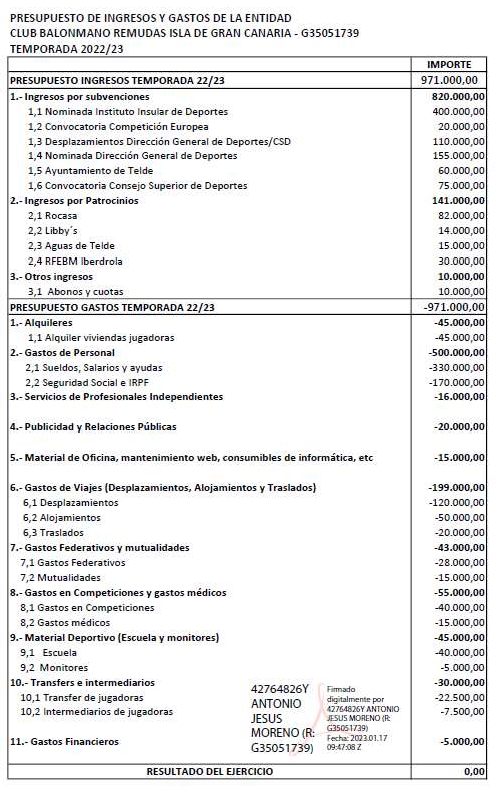 PRESUPUESTO DE INGRESOS Y GASTOS DE LA ENTIDAD
CLUB BALONMANO REMUDAS ISLA DE GRAN CANARIA - G35051739
TEMPORADA 2022/23
IMPORTE
PRESUPUESTO INGRESOS TEMPORADA 22/23 971.000,00
1.- Ingresos por subvenciones 820.000,00
1,1 Nominada Instituto Insular de Deportes 400.000,00
1,2 Convocatoria Competición Europea 20.000,00
1,3 Desplazamientos Dirección General de Deportes/CSD 110.000,00
1,4 Nominada Dirección General de Deportes 155.000,00
1,5 Ayuntamiento de Telde 60.000,00
1,6 Convocatoria Consejo Superior de Deportes 75.000,00
2.- Ingresos por Patrocinios 141.000,00
2,1 Rocasa 82.000,00
2,2 Libby´s 14.000,00
2,3 Aguas de Telde 15.000,00
2,4 RFEBM Iberdrola 30.000,00
3.- Otros ingresos 10.000,00
3,1 Abonos y cuotas 10.000,00
PRESUPUESTO GASTOS TEMPORADA 22/23 -971.000,00
1.- Alquileres -45.000,00
1,1 Alquiler viviendas jugadoras -45.000,00
2.- Gastos de Personal -500.000,00
2,1 Sueldos, Salarios y ayudas -330.000,00
2,2 Seguridad Social e IRPF -170.000,00
3.- Servicios de Profesionales Independientes -16.000,00
4.- Publicidad y Relaciones Públicas -20.000,00
5.- Material de Oficina, mantenimiento web, consumibles de informática, etc -15.000,00
6.- Gastos de Viajes (Desplazamientos, Alojamientos y Traslados) -199.000,00
6,1 Desplazamientos -120.000,00
6,2 Alojamientos -50.000,00
6,3 Traslados -20.000,00
7.- Gastos Federativos y mutualidades -43.000,00
7,1 Gastos Federativos -28.000,00
7,2 Mutualidades -15.000,00
8.- Gastos en Competiciones y gastos médicos -55.000,00
8,1 Gastos en Competiciones -40.000,00
8,2 Gastos médicos -15.000,00
9.- Material Deportivo (Escuela y monitores) -45.000,00
9,1 Escuela -40.000,00
9,2 Monitores -5.000,00
10.- Transfers e intermediarios -30.000,00
10,1 Transfer de jugadoras -22.500,00
10,2 Intermediarios de jugadoras -7.500,00
11.- Gastos Financieros -5.000,00
42764826Y
ANTONIO
JESUS
MORENO (R:
G35051739)
Firmado
digitalmente por
42764826Y ANTONIO
JESUS MORENO (R:
G35051739)
Fecha: 2023.01.17
09:47:08 Z
RESULTADO DEL EJERCICIO 0,00